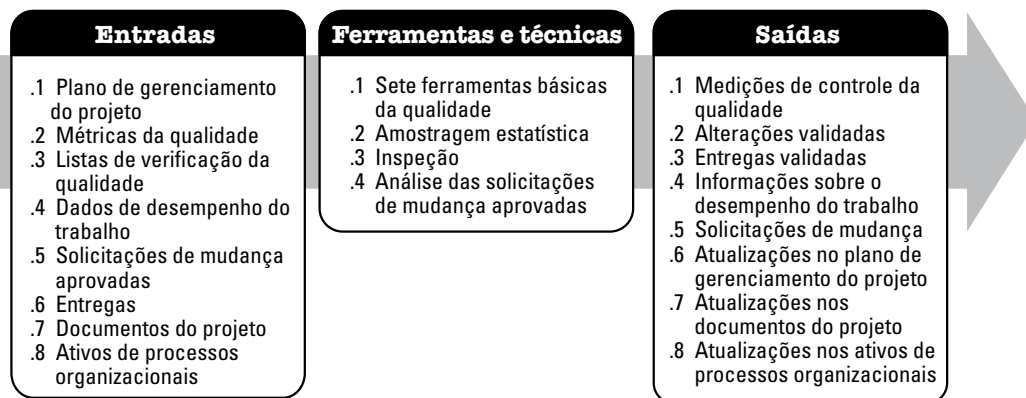 Entradas
.1 Plano de gerenciamento
do projeto
.2 Métricas da qualidade
.3 Listas de verificação da
qualidade
.4 Dados de desempenho do
trabalho
.5 Solicitações de mudança
aprovadas
.6 Entregas
.7 Documentos do projeto
.8 Ativos de processos
organizacionais
Ferramentas e técnicas
.1 Sete ferramentas básicas
da qualidade
.2 Amostragem estatística
.3 Inspeção
.4 Análise das solicitações
de mudança aprovadas
Saídas
.1 Medições de controle da
qualidade
.2 Alterações validadas
.3 Entregas validadas
.4 Informações sobre o
desempenho do trabalho
.5 Solicitações de mudança
.6 Atualizações no plano de
gerenciamento do projeto
.7 Atualizações nos
documentos do projeto
.8 Atualizações nos ativos de
processos organizacionais